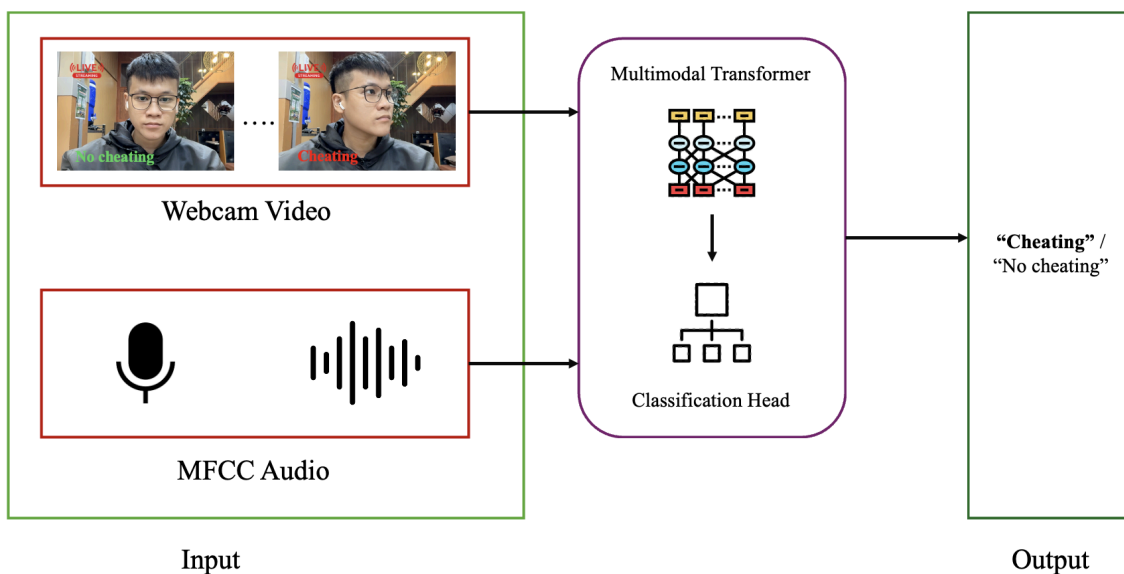 LIVE
STREAMING
No cheating
....
LIVE
STREAMING
Cheating
Webcam Video
MFCC Audio
Input
Multimodal Transformer
Classification Head
“Cheating” /
“No cheating”
Output